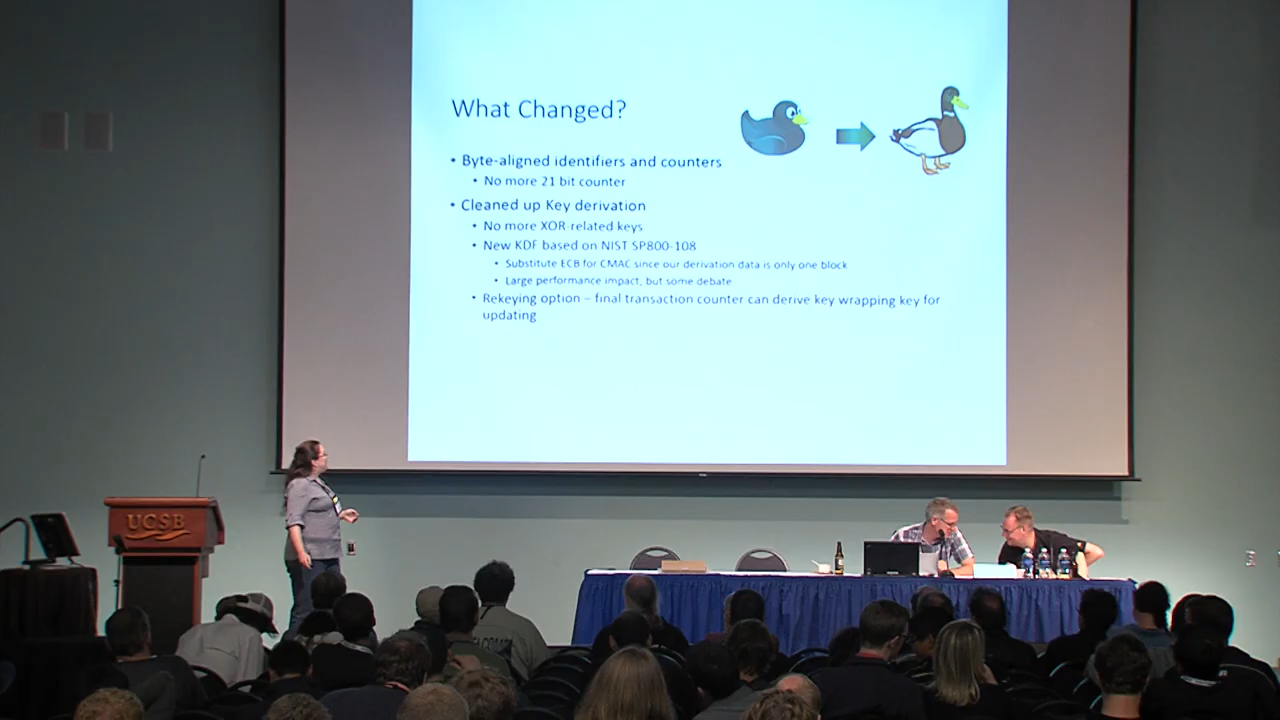 What Changed?
• Byte-aligned identifiers and counters
• No more 21 bit counter
• Cleaned up Key derivation
• No more XOR-related keys
• New KDF based on NIST SP800-108
• Substitute ECB for CMAC since our derivation data is only one block
• Large performance impact, but some debate
• Rekeying option – final transaction counter can derive key wrapping key for
updating
UCSB